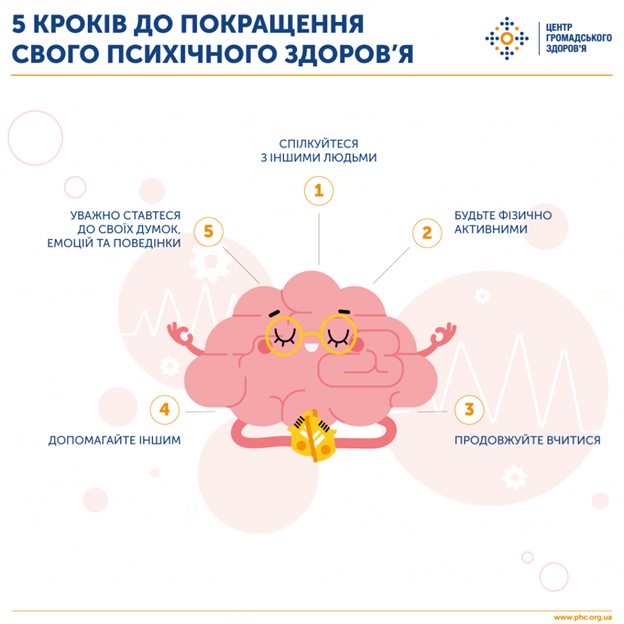 5 КРОКІВ ДО ПОКРАЩЕННЯ
СВОГО ПСИХІЧНОГО ЗДОРОВ’Я
ЦЕНТР
ГРОМАДСЬКОГО
ЗДОРОВ'Я
СПІЛКУЙТЕСЯ
З ІНШИМИ ЛЮДЬМИ
1
УВАЖНО СТАВТЕСЯ
ДО СВОЇХ ДУМОК,
ЕМОЦІЙ ТА ПОВЕДІНКИ
5
2
БУДЬТЕ ФІЗИЧНО
АКТИВНИМИ
4
ДОПОМАГАЙТЕ ІНШИМ
3
ПРОДОВЖУЙТЕ ВЧИТИСЯ
www.phc.org.ua